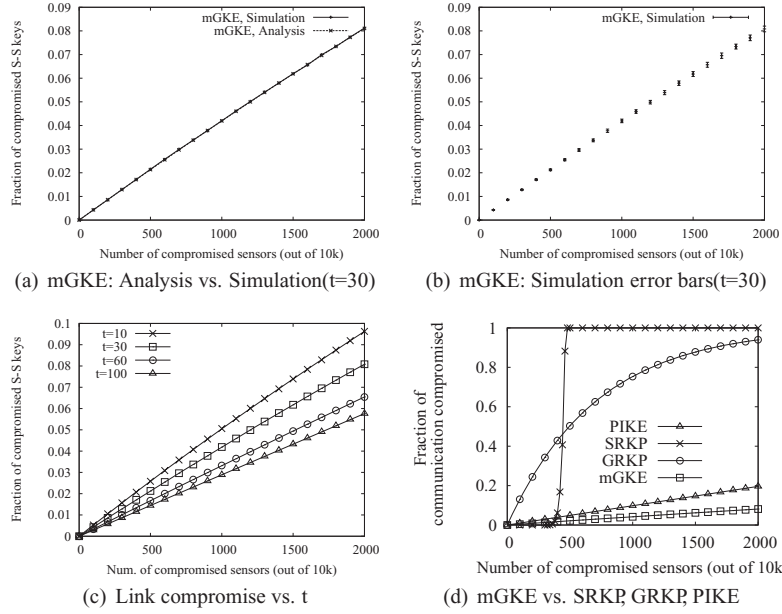 0.09
0.08
0.07
0.06
0.05
0.04
0.03
0.02
0.01
0
0 500 1000 1500 2000
Fraction of compromised S-S keys
Number of compromised sensors (out of 10k)
mGKE, Simulation
mGKE, Analysis
(a) mGKE: Analysis vs. Simulation(t=30)
0.09
0.08
0.07
0.06
0.05
0.04
0.03
0.02
0.01
0
0 500 1000 1500 2000
Fraction of compromised S-S keys
Number of compromised sensors (out of 10k)
mGKE, Simulation
(b) mGKE: Simulation error bars(t=30)
0.1
0.09
0.08
0.07
0.06
0.05
0.04
0.03
0.02
0.01
0
0 500 1000 1500 2000
Fraction of compromised S-S keys
Num. of compromised sensors (out of 10k)
t=10
t=30
t=60
t=100
(c) Link compromise vs. t
1
0.8
0.6
0.4
0.2
0
0 500 1000 1500 2000
Fraction of
communication compromised
Number of compromised sensors (out of 10k)
PIKE
SRKP
GRKP
mGKE
(d) mGKE vs. SRKP, GRKP, PIKE